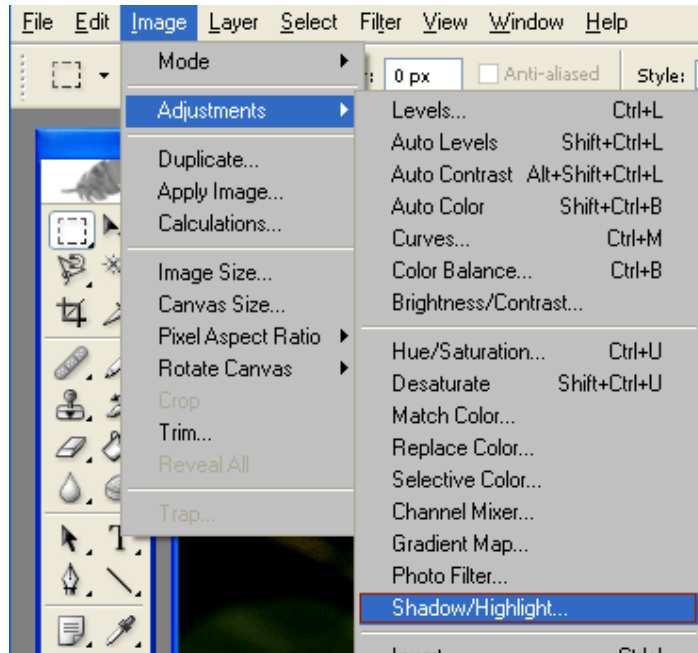 File Edit Image Layer Select Filter View Window Help
0 px Anti-aliased Style:
Mode
Adjustments
Duplicate...
Apply Image...
Calculations...
Image Size...
Canvas Size...
Pixel Aspect Ratio
Rotate Canvas
Crop
Trim...
Reveal All
Trap...
Levels... Ctrl+L
Auto Levels Shift+Ctrl+L
Auto Contrast Alt+Shift+Ctrl+L
Auto Color Shift+Ctrl+B
Curves... Ctrl+M
Color Balance... Ctrl+B
Brightness/Contrast...
Hue/Saturation... Ctrl+U
Desaturate Shift+Ctrl+U
Match Color...
Replace Color...
Selective Color...
Channel Mixer...
Gradient Map...
Photo Filter...
Shadow/Highlight...